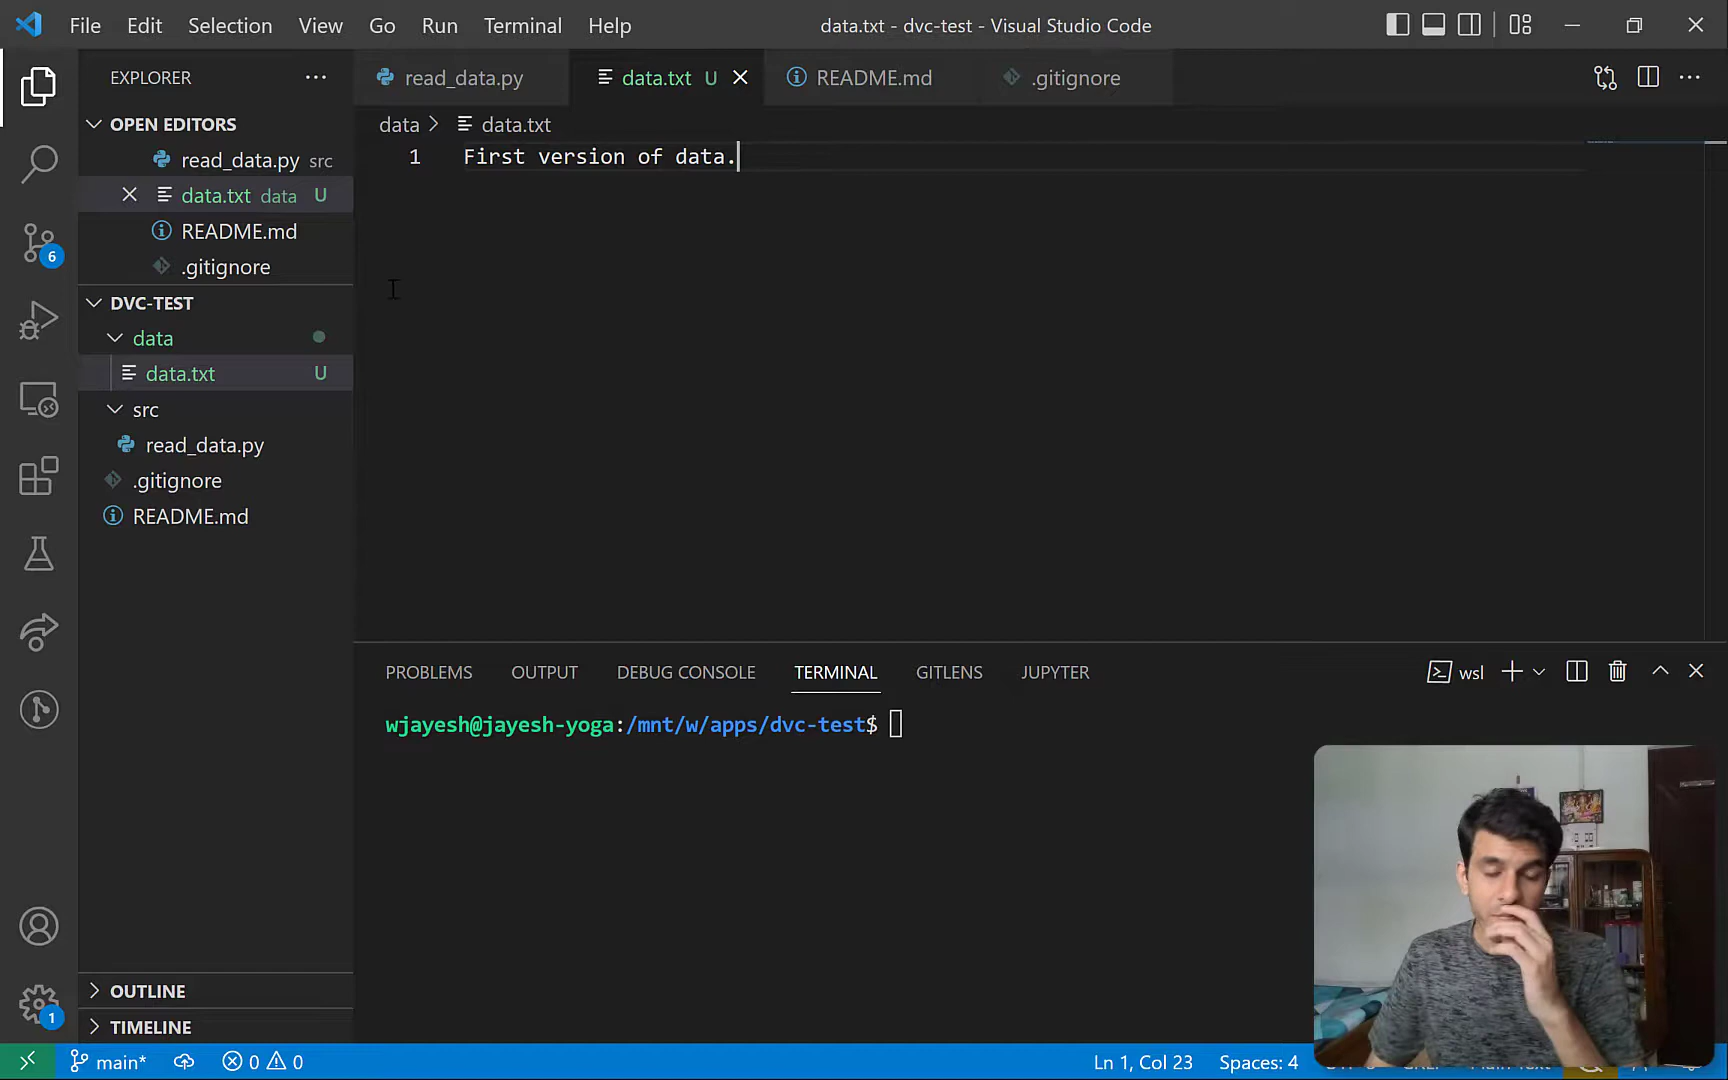 File Edit Selection View Go Run Terminal Help
data.txt - dvc-test - Visual Studio Code
EXPLORER
read_data.py
data.txt U
README.md
.gitignore
OPEN EDITORS
read_data.py src
data.txt data U
README.md
.gitignore
DVC-TEST
data
data.txt U
src
read_data.py
.gitignore
README.md
OUTLINE
TIMELINE
6
1
data > data.txt
1 First version of data.
PROBLEMS OUTPUT DEBUG CONSOLE TERMINAL GITLENS JUPYTER
wsl
wjayesh@jayesh-yoga:/mnt/w/apps/dvc-test$
main* 0 0 Ln 1, Col 23 Spaces: 4